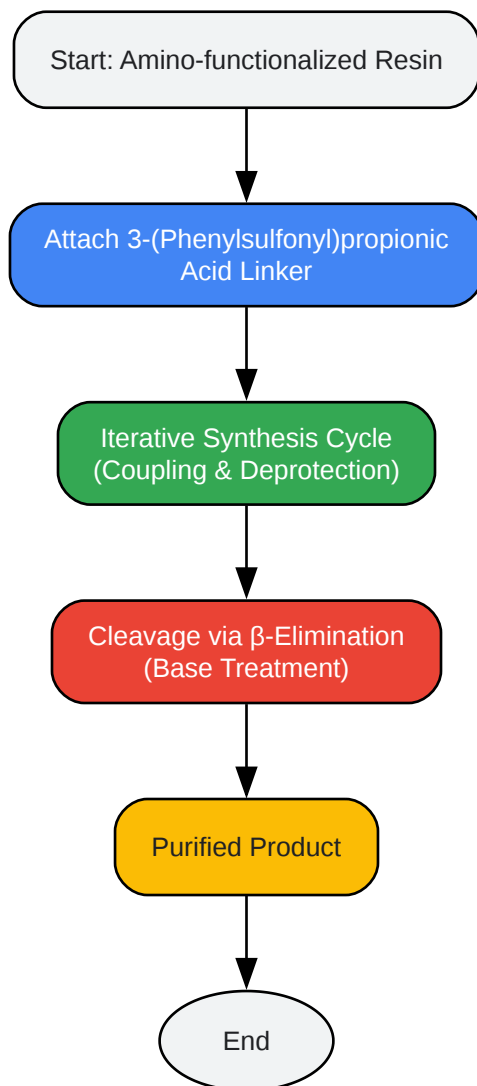 Start: Amino-functionalized Resin
Attach 3-(Phenylsulfonyl)propionic
Acid Linker
Iterative Synthesis Cycle
(Coupling & Deprotection)
Cleavage via β-Elimination
(Base Treatment)
Purified Product
End